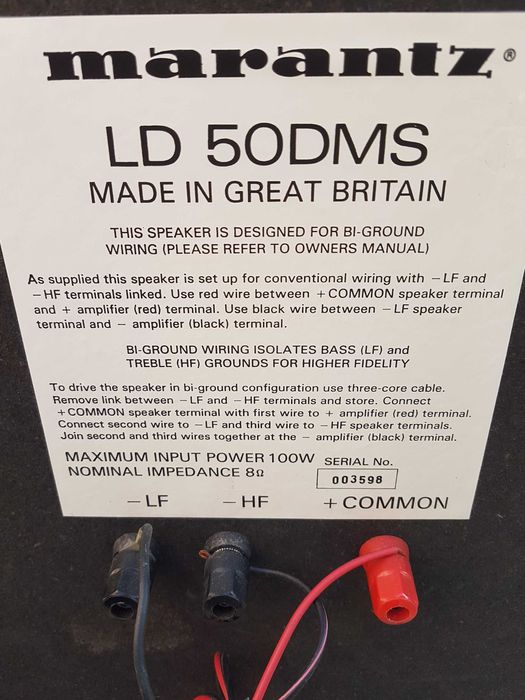 marantz®
LD 50DMS
MADE IN GREAT BRITAIN
THIS SPEAKER IS DESIGNED FOR BI-GROUND
WIRING (PLEASE REFER TO OWNERS MANUAL)
As supplied this speaker is set up for conventional wiring with −LF and
−HF terminals linked. Use red wire between +COMMON speaker terminal
and + amplifier (red) terminal. Use black wire between −LF speaker
terminal and − amplifier (black) terminal.
BI-GROUND WIRING ISOLATES BASS (LF) and
TREBLE (HF) GROUNDS FOR HIGHER FIDELITY
To drive the speaker in bi-ground configuration use three-core cable.
Remove link between −LF and −HF terminals and store. Connect
+COMMON speaker terminal with first wire to + amplifier (red) terminal.
Connect second wire to −LF and third wire to −HF speaker terminals.
Join second and third wires together at the − amplifier (black) terminal.
MAXIMUM INPUT POWER 100W SERIAL No.
NOMINAL IMPEDANCE 8Ω 003598
−LF −HF +COMMON